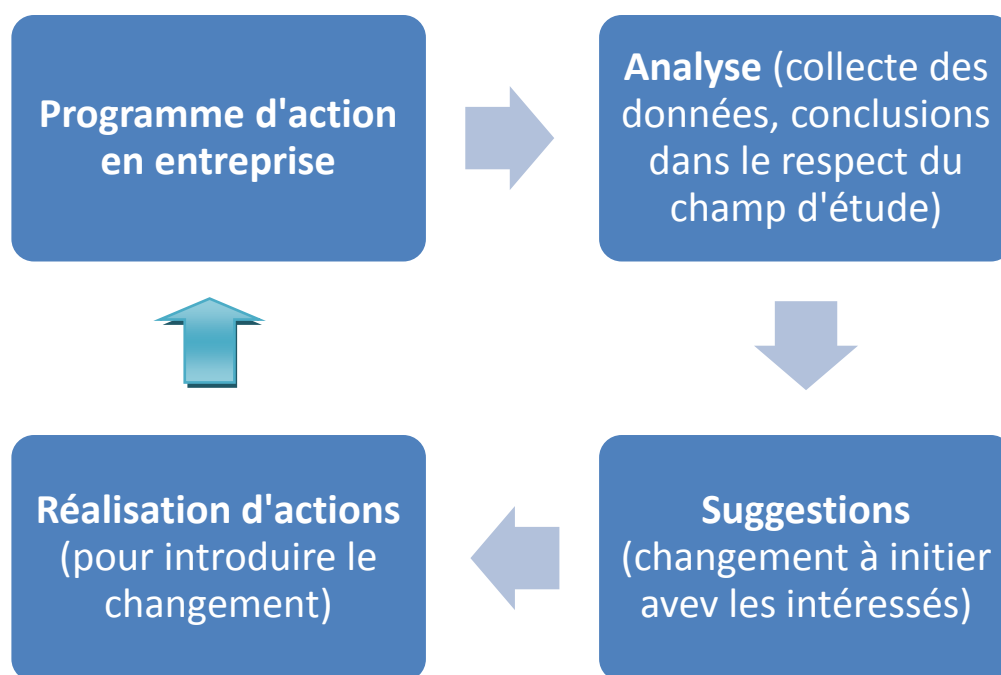 Programme d'action
en entreprise
Analyse (collecte des
données, conclusions
dans le respect du
champ d'étude)
Réalisation d'actions
(pour introduire le
changement)
Suggestions
(changement à initier
avev les intéressés)